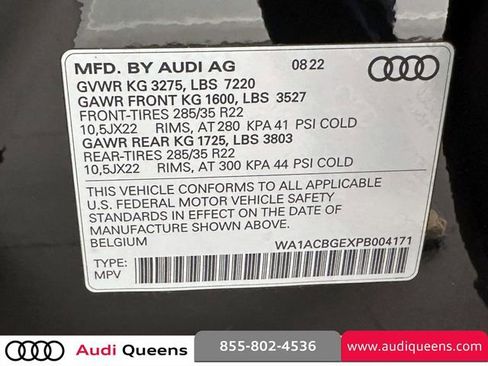 MFD. BY AUDI AG 08 22
GVWR KG 3275, LBS 7220
GAWR FRONT KG 1600, LBS 3527
FRONT-TIRES 285/35 R22
10,5JX22 RIMS, AT 280 KPA 41 PSI COLD
GAWR REAR KG 1725, LBS 3803
REAR-TIRES 285/35 R22
10,5JX22 RIMS, AT 300 KPA 44 PSI COLD
THIS VEHICLE CONFORMS TO ALL APPLICABLE
U.S. FEDERAL MOTOR VEHICLE SAFETY
STANDARDS IN EFFECT ON THE DATE OF
MANUFACTURE SHOWN ABOVE.
BELGIUM WA1ACBGEXPB004171
TYPE:
MPV
Audi Queens 855-802-4536 www.audiqueens.com